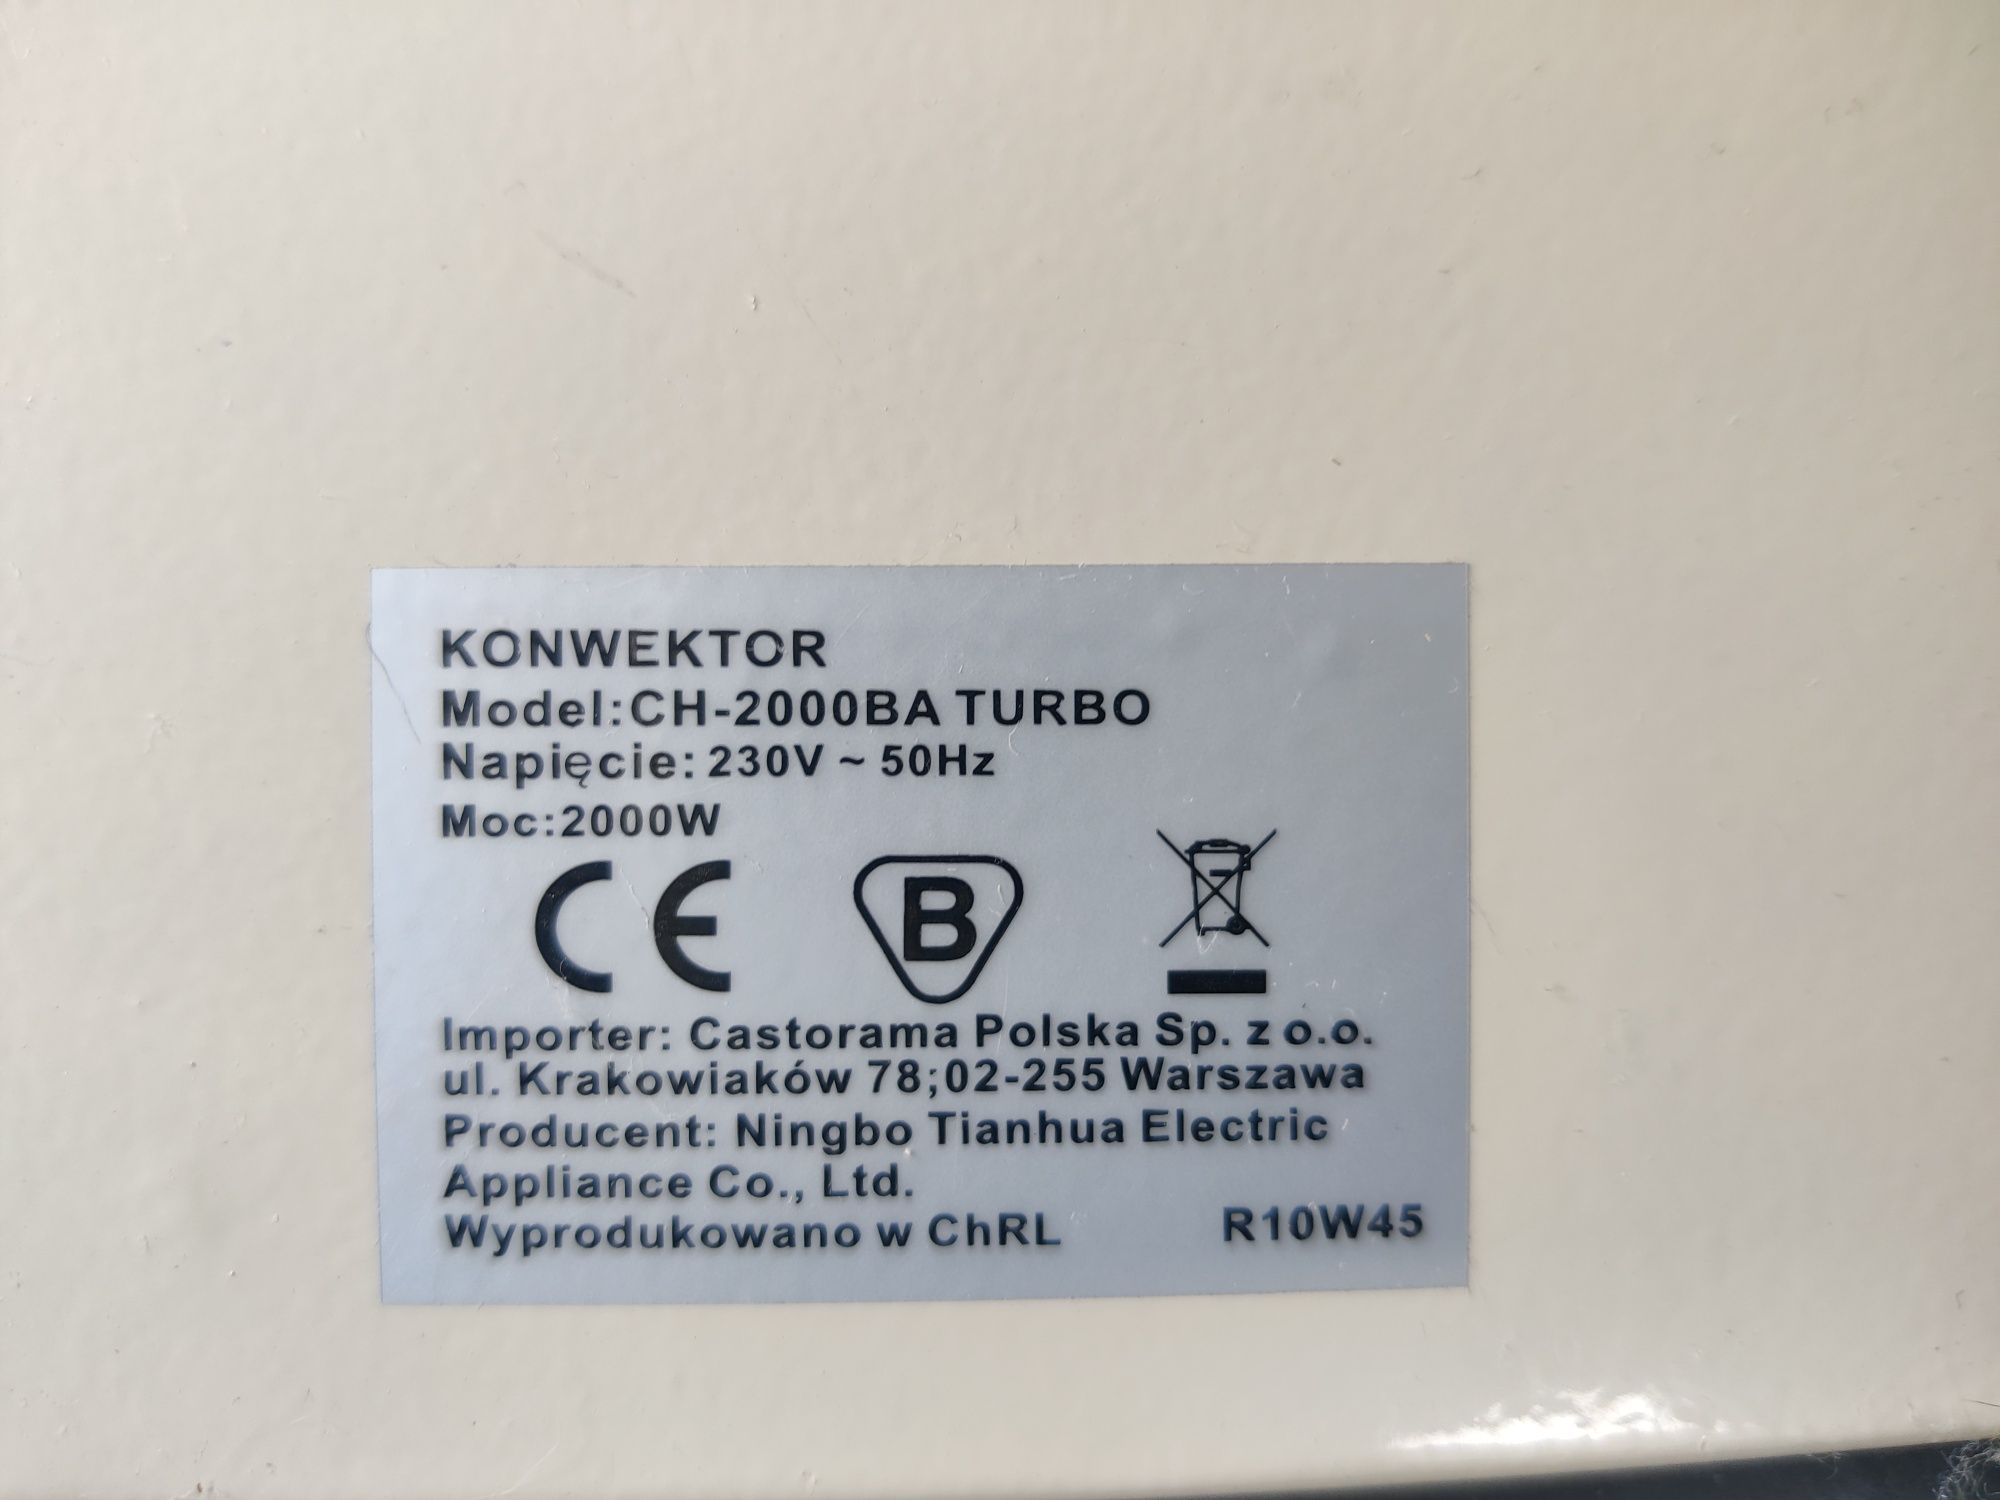 KONWEKTOR
Model:CH-2000BA TURBO
Napięcie: 230V ~ 50Hz
Moc:2000W
CE B
Importer: Castorama Polska Sp. z o.o.
ul. Krakowiaków 78;02-255 Warszawa
Producent: Ningbo Tianhua Electric
Appliance Co., Ltd.
Wyprodukowano w ChRL R10W45